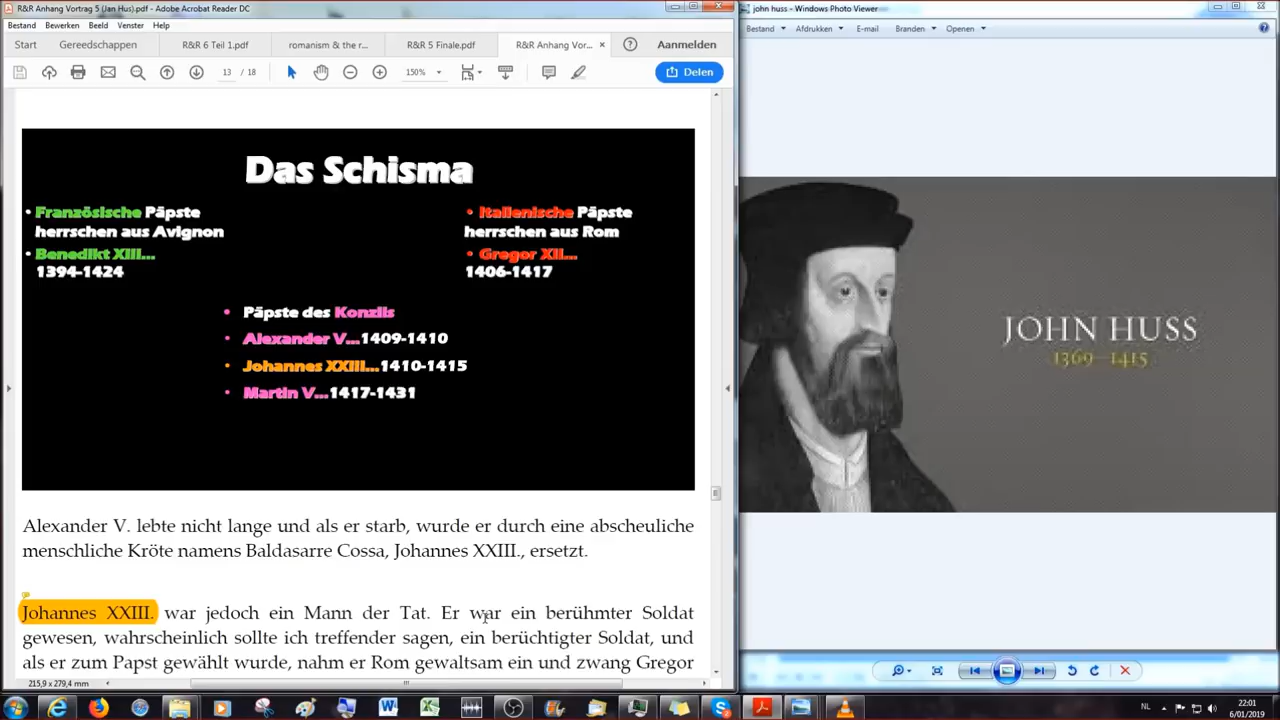 R&R Anhang Vortrag 5 (Jan Hus).pdf - Adobe Acrobat Reader DC
Bestand Bewerken Beeld Venster Help
Start Gereedschappen R&R 6 Teil 1.pdf romanism & the r... R&R 5 Finale.pdf R&R Anhang Vor... × Aanmelden
13 / 18 150% Delen
Das Schisma
• Französische Päpste
herrschen aus Avignon
• Benedikt XIII...
1394-1424
• Italienische Päpste
herrschen aus Rom
• Gregor XII...
1406-1417
• Päpste des Konzils
• Alexander V...1409-1410
• Johannes XXIII...1410-1415
• Martin V...1417-1431
Alexander V. lebte nicht lange und als er starb, wurde er durch eine abscheuliche
menschliche Kröte namens Baldasarre Cossa, Johannes XXIII., ersetzt.
Johannes XXIII. war jedoch ein Mann der Tat. Er war ein berühmter Soldat
gewesen, wahrscheinlich sollte ich treffender sagen, ein berüchtigter Soldat, und
als er zum Papst gewählt wurde, nahm er Rom gewaltsam ein und zwang Gregor
215,9 x 279,4 mm
john huss - Windows Photo Viewer
Bestand Afdrukken E-mail Branden Openen
JOHN HUSS
1369—1415
NL 22:01
6/01/2019